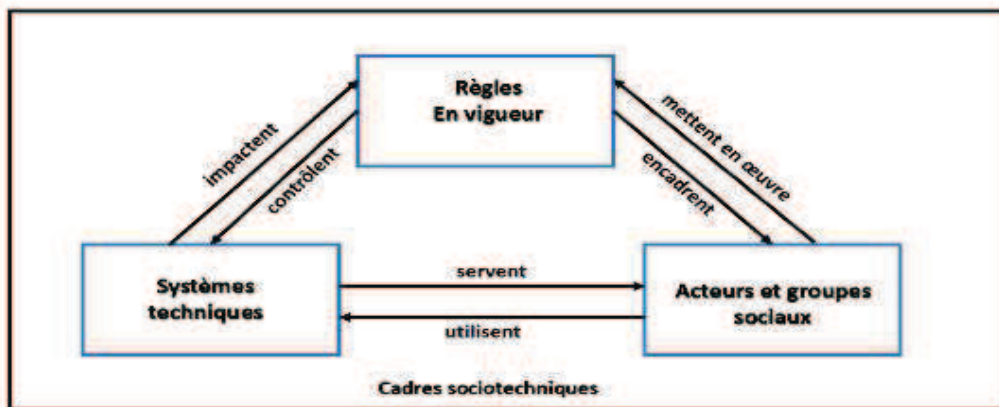 Règles
En vigueur
impactent
contrôlent
mettent en œuvre
encadrent
Systèmes
techniques
servent
utilisent
Acteurs et groupes
sociaux
Cadres sociotechniques